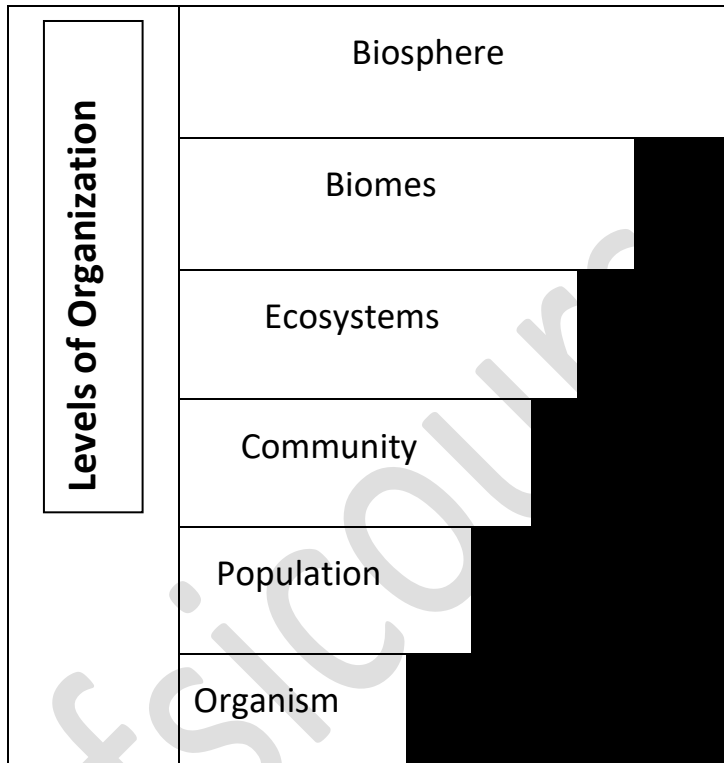 Levels of Organization
Biosphere
Biomes
Ecosystems
Community
Population
Organism